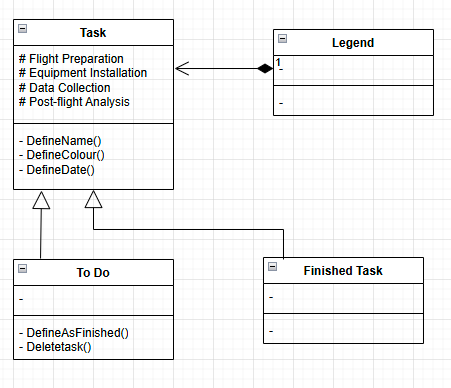 Task
# Flight Preparation
# Equipment Installation
# Data Collection
# Post-flight Analysis
- DefineName()
- DefineColour()
- DefineDate()
Legend
1
-
-
To Do
-
- DefineAsFinished()
- Deletetask()
Finished Task
-
-